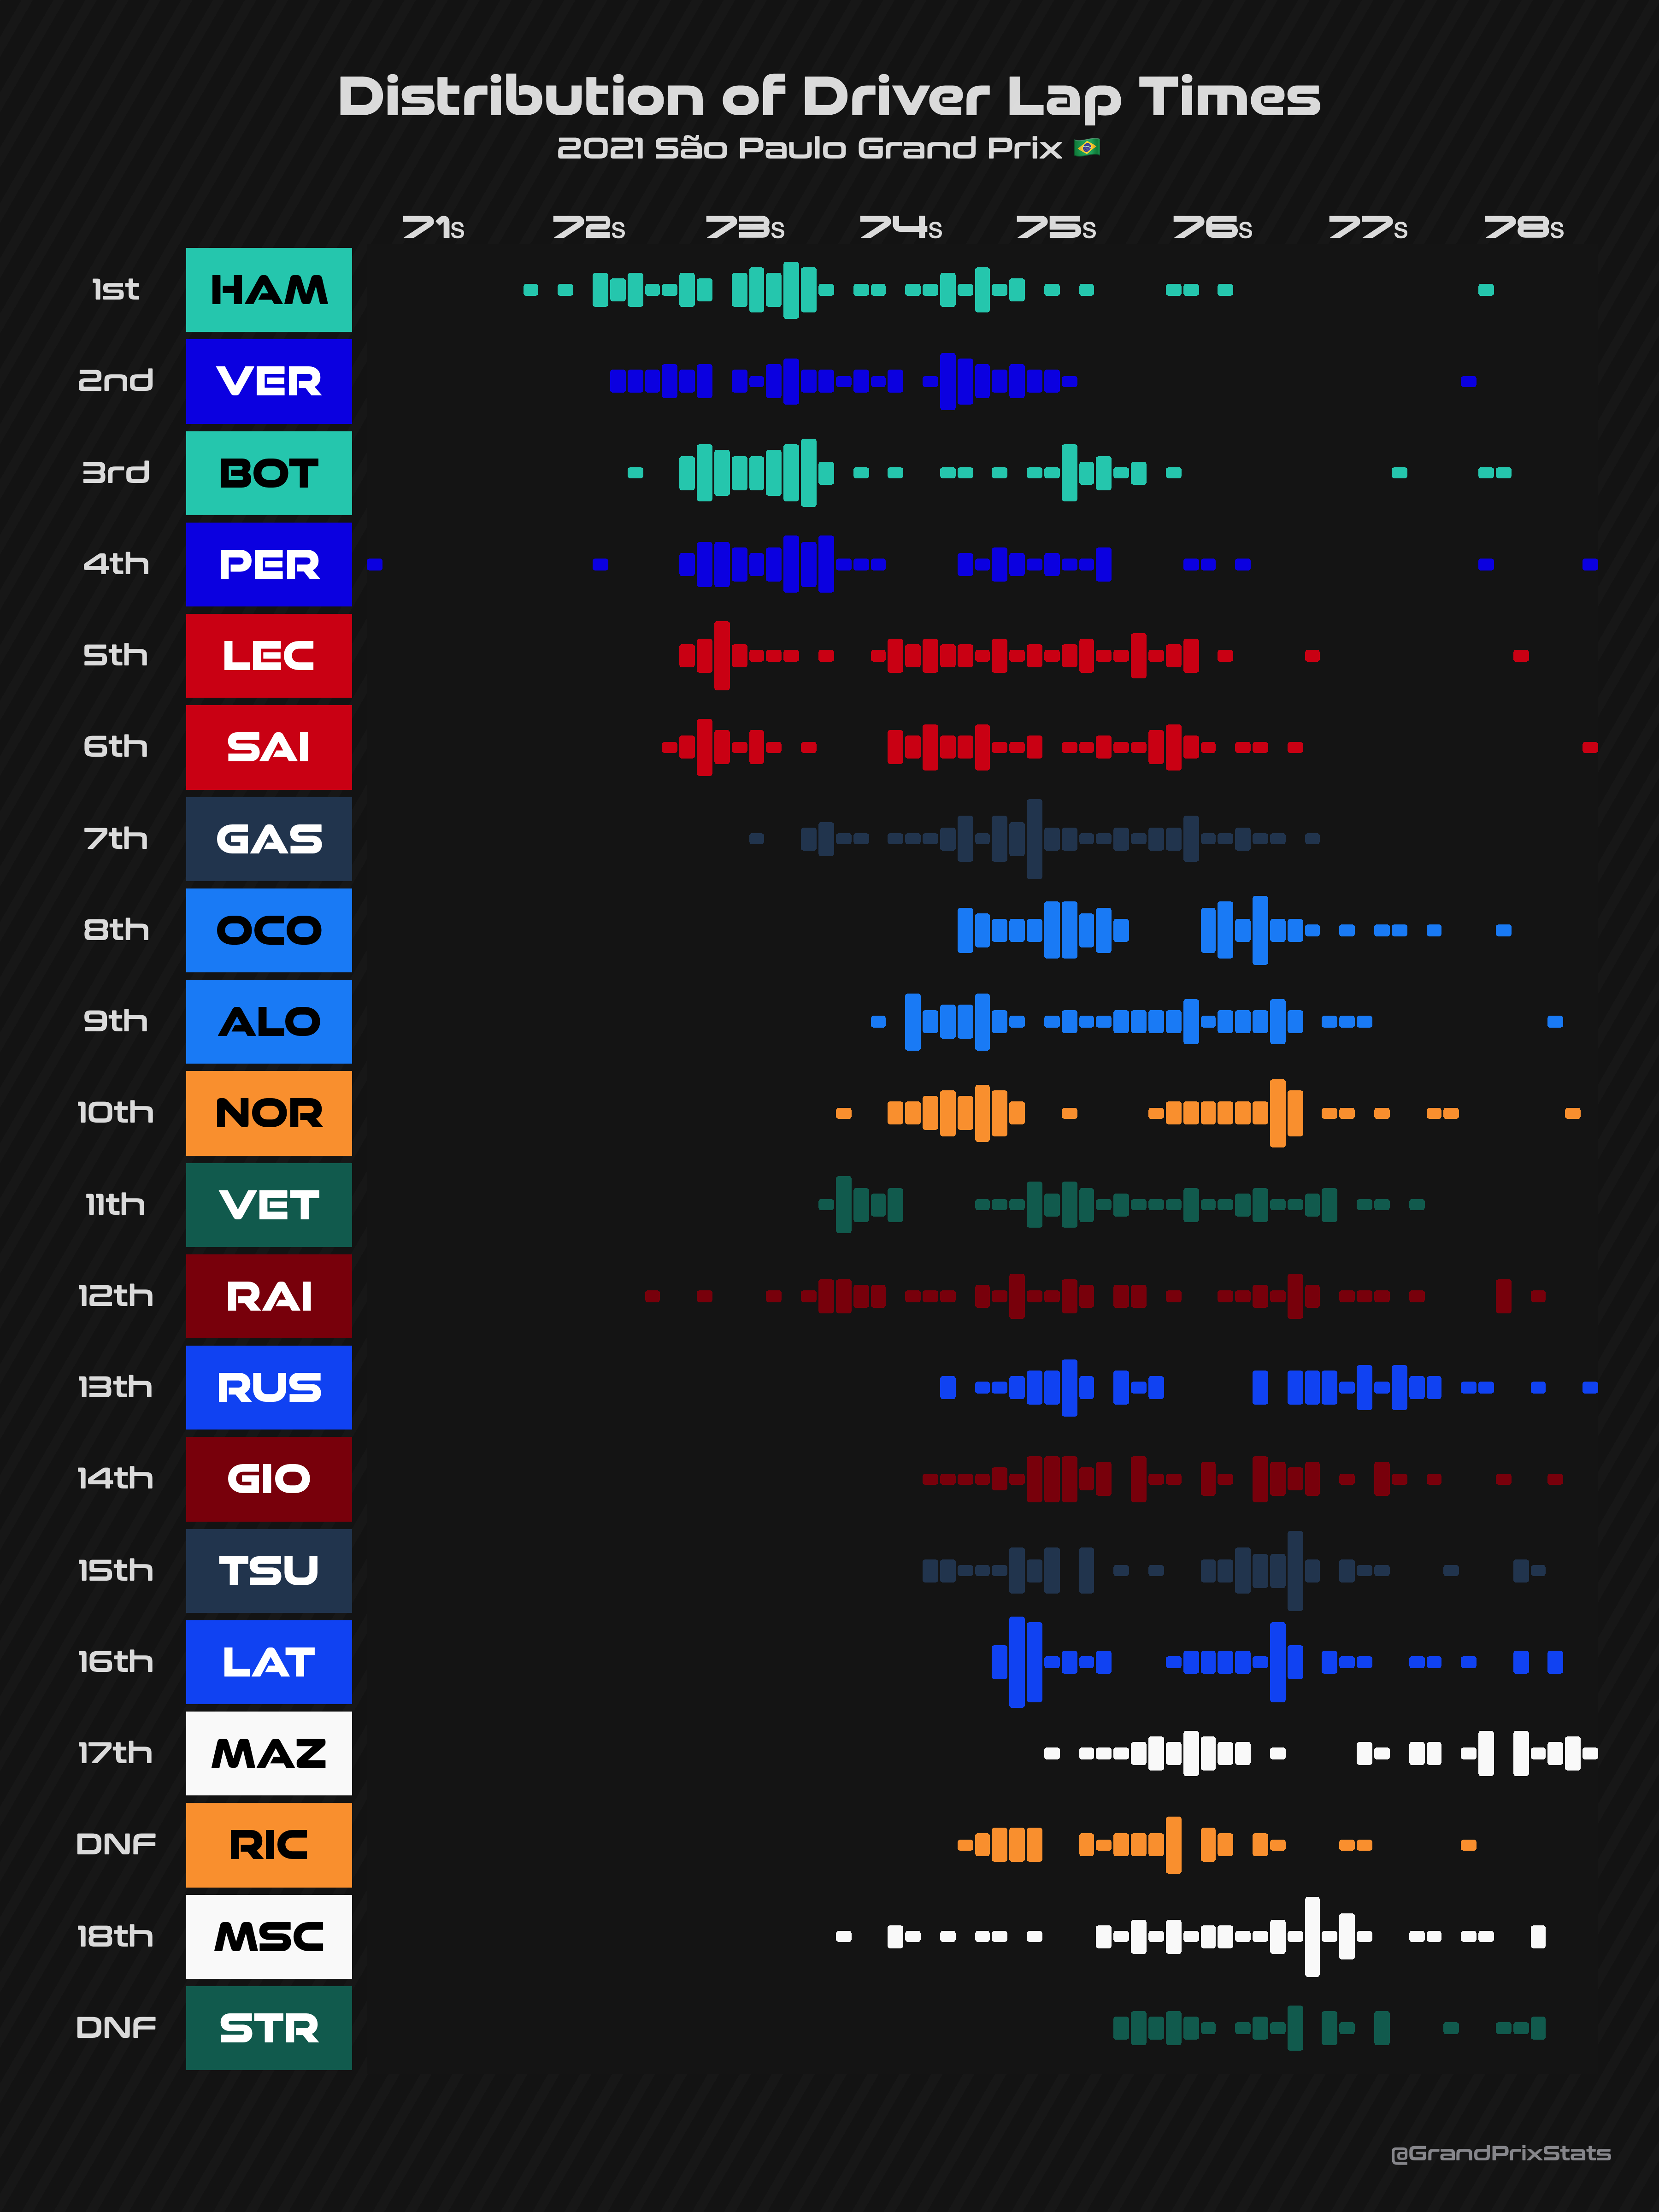 Distribution of Driver Lap Times
2021 São Paulo Grand Prix 🇧🇷
71s 72s 73s 74s 75s 76s 77s 78s
1st HAM
2nd VER
3rd BOT
4th PER
5th LEC
6th SAI
7th GAS
8th OCO
9th ALO
10th NOR
11th VET
12th RAI
13th RUS
14th GIO
15th TSU
16th LAT
17th MAZ
DNF RIC
18th MSC
DNF STR
@GrandPrixStats